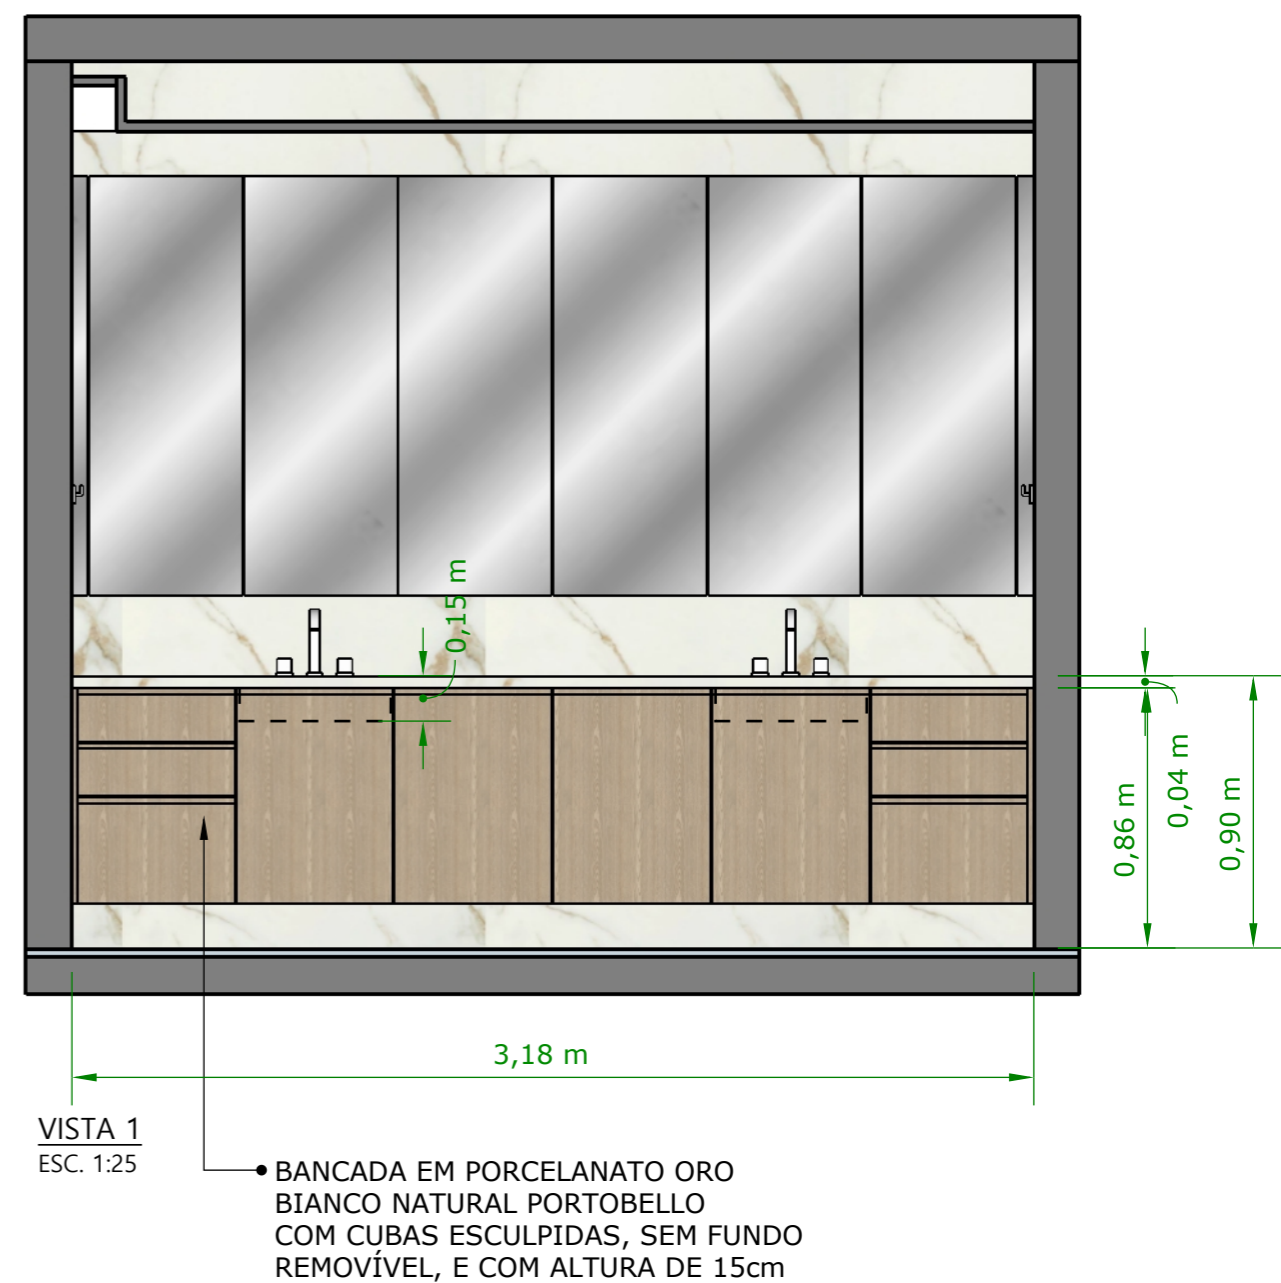 0,15 m
0,86 m
0,04 m
0,90 m
3,18 m
VISTA 1
ESC. 1:25
BANCADA EM PORCELANATO ORO
BIANCO NATURAL PORTOBELLO
COM CUBAS ESCULPIDAS, SEM FUNDO
REMOVÍVEL, E COM ALTURA DE 15cm